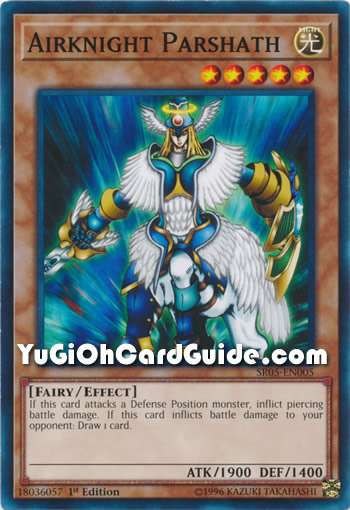 AIRKNIGHT PARSHATH
LIGHT
光
YuGiOhCardGuide.com
SR05-EN005
[FAIRY/EFFECT]
If this card attacks a Defense Position monster, inflict piercing
battle damage. If this card inflicts battle damage to your
opponent: Draw 1 card.
ATK/1900 DEF/1400
18036057 1st Edition ©1996 KAZUKI TAKAHASHI